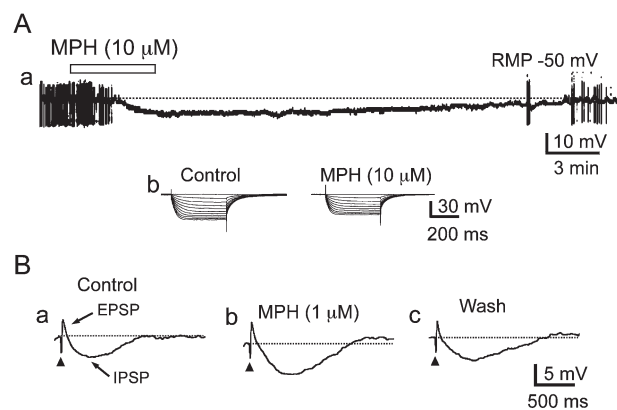 A
MPH (10 μM)
a
RMP -50 mV
10 mV
3 min
b
Control
MPH (10 μM)
30 mV
200 ms
B
Control
a
EPSP
IPSP
b
MPH (1 μM)
c
Wash
5 mV
500 ms